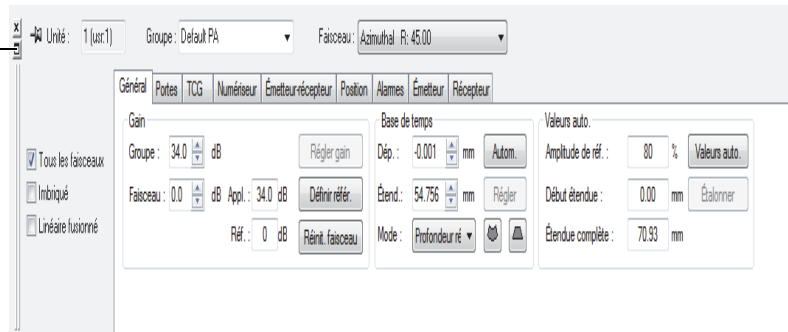 Unité : 1 (usr:1) Groupe : Default PA Faisceau : Azimuthal R: 45.00
Général Portes TCG Numériseur Émetteur-récepteur Position Alarmes Émetteur Récepteur
Tous les faisceaux
Imbriqué
Linéaire fusionné
Gain
Groupe : 34.0 dB Régler gain
Faisceau : 0.0 dB Appl. : 34.0 dB Définir référ.
Réf. : 0 dB Réinit. faisceau
Base de temps
Dép. : -0.001 mm Autom.
Étend.: 54.756 mm Régler
Mode : Profondeur ré
Valeurs auto.
Amplitude de réf. : 80 % Valeurs auto.
Début étendue : 0.00 mm Étalonner
Étendue complète : 70.93 mm